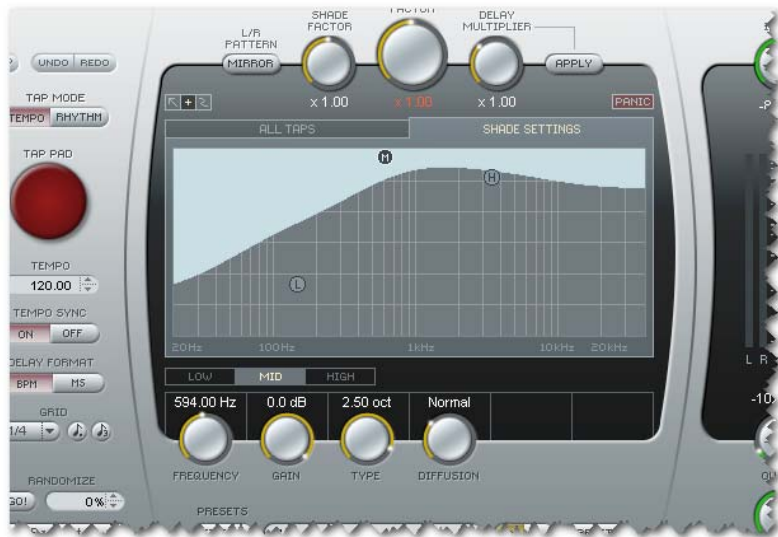 SHADE FACTOR
FACTOR
DELAY MULTIPLIER
L/R PATTERN
MIRROR
APPLY
UNDO REDO
x 1.00 x 1.00 x 1.00
PANIC
TAP MODE
TEMPO RHYTHM
ALL TAPS SHADE SETTINGS
TAP PAD
M
H
L
TEMPO
120.00
TEMPO SYNC
ON OFF
20Hz 100Hz 1kHz 10kHz 20kHz
L R
DELAY FORMAT
BPM MS
LOW MID HIGH
594.00 Hz 0.0 dB 2.50 oct Normal
-10
GRID
1/4
FREQUENCY GAIN TYPE DIFFUSION
RANDOMIZE
GO! 0%
PRESETS